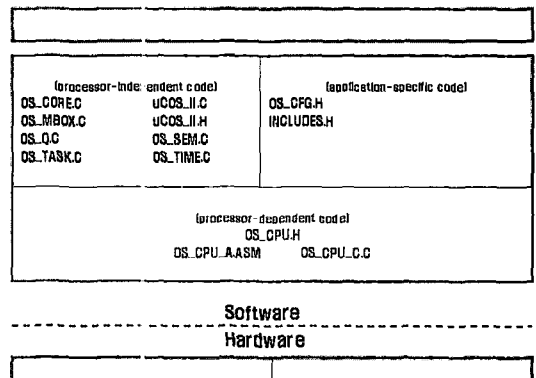 (processor-independent code)
OS_CORE.C uCOS_II.C
OS_MBOX.C uCOS_II.H
OS_Q.C OS_SEM.C
OS_TASK.C OS_TIME.C
(application-specific code)
OS_CFG.H
INCLUDES.H
(processor-dependent code)
OS_CPU.H
OS_CPU_A.ASM OS_CPU_C.C
Software
Hardware